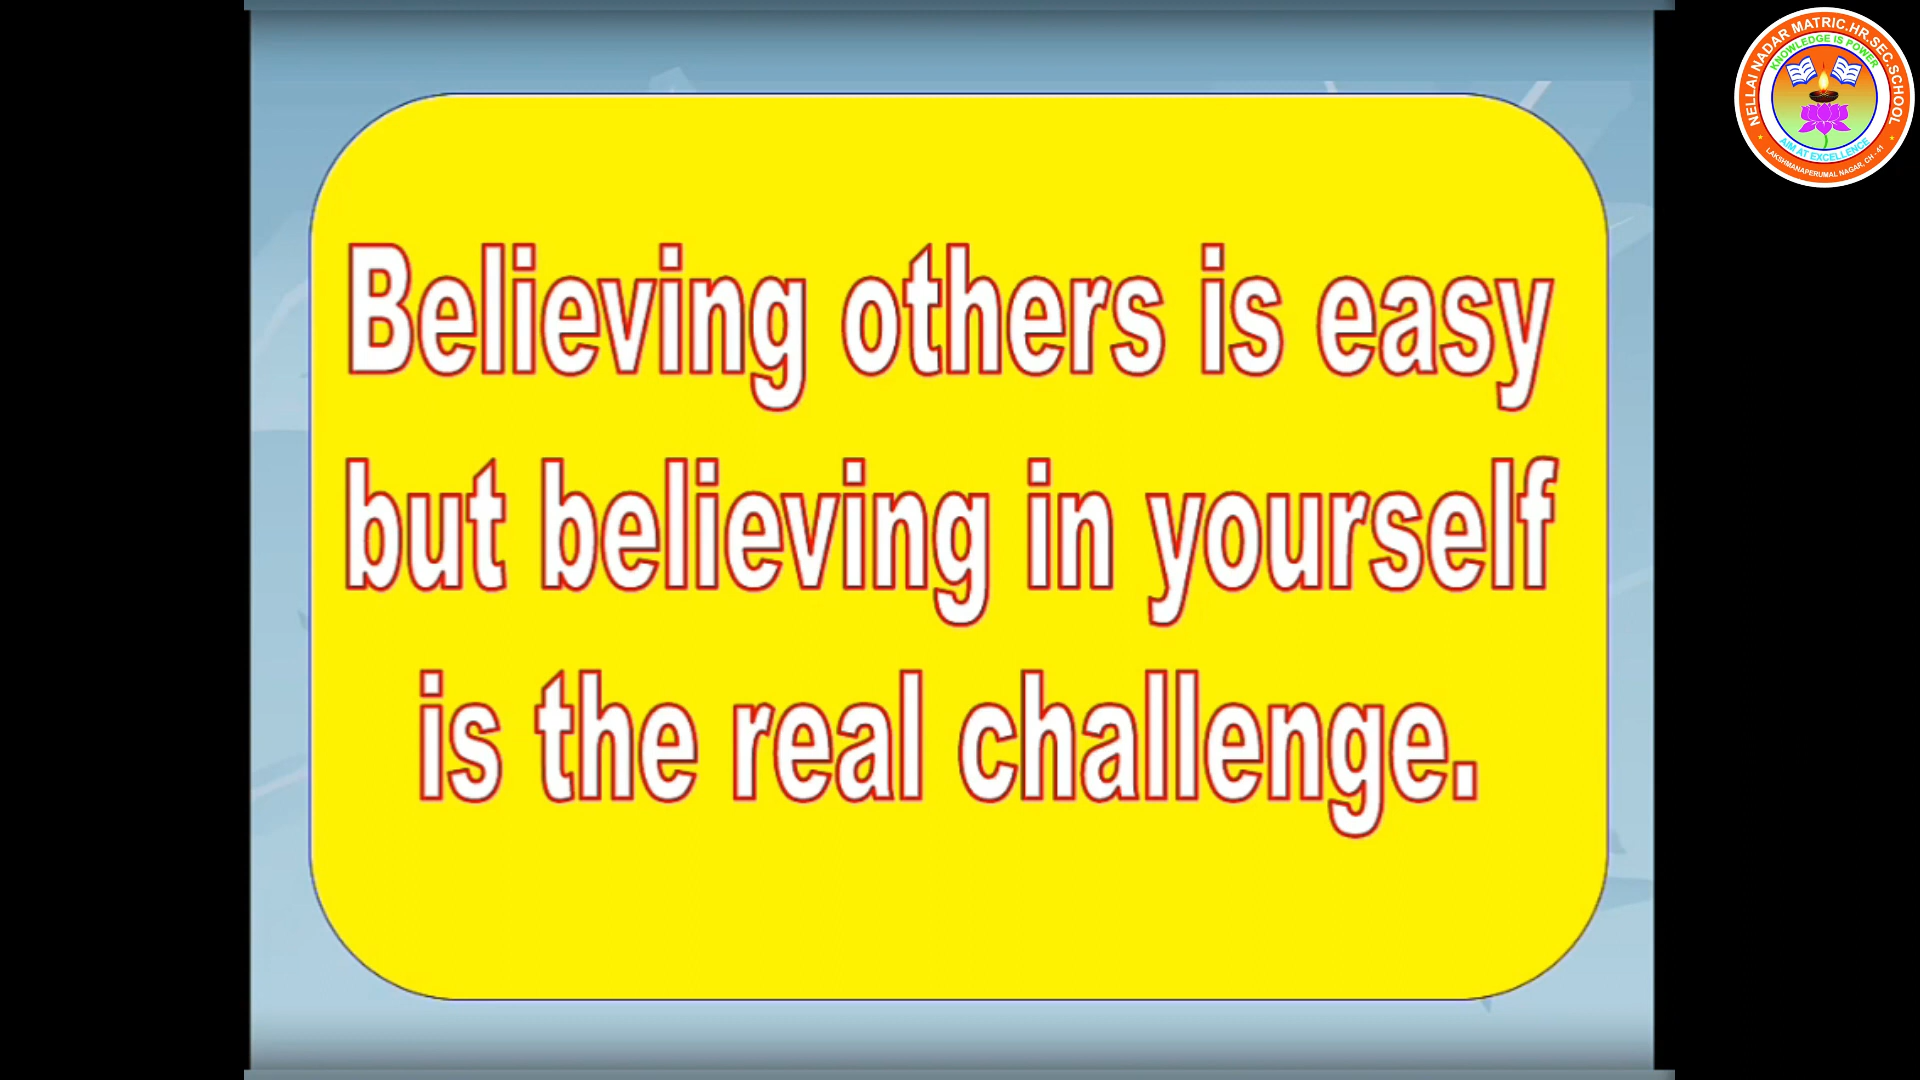 Believing others is easy
but believing in yourself
is the real challenge.
NELLAI NADAR MATRIC.HR.SEC.SCHOOL
KNOWLEDGE IS POWER
AIM AT EXCELLENCE
LAKSHMANAPERUMAL NAGAR, CH - 41